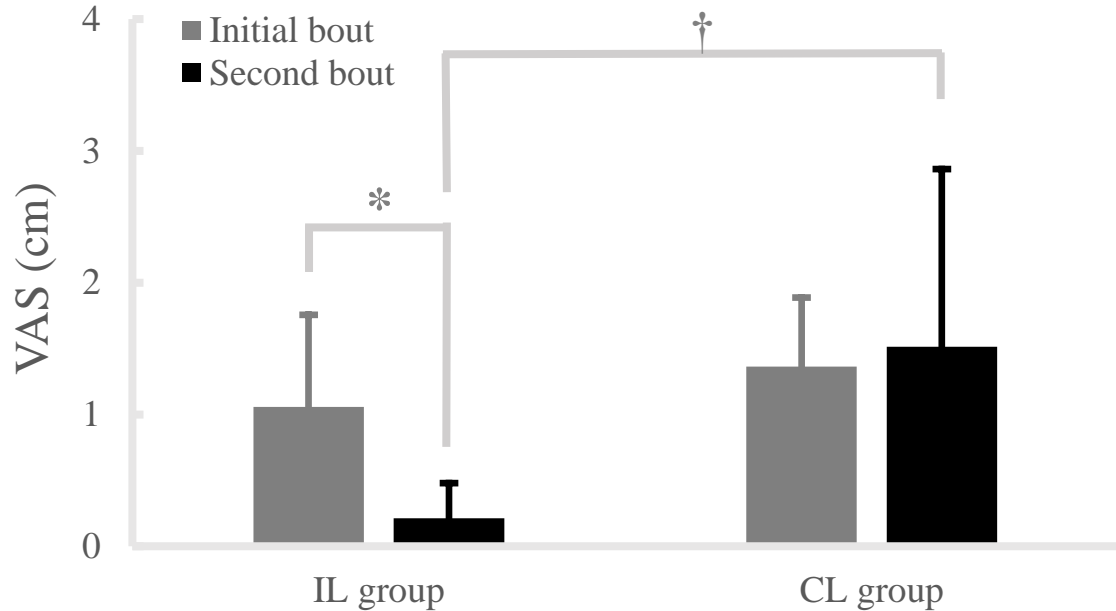 4
†
Initial bout
Second bout
3
*
VAS (cm)
2
1
0
IL group
CL group